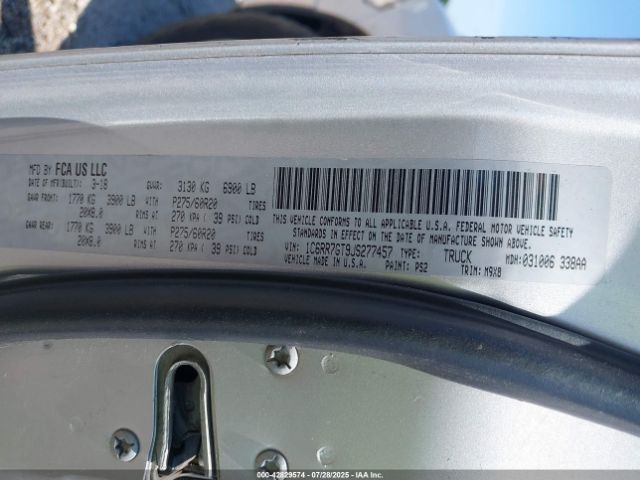 MFD BY FCA US LLC
DATE OF MFR(BUILT): 3-18 GVWR: 3130 KG 6900 LB
GAWR FRONT: 1770 KG 3900 LB WITH P275/60R20 TIRES
20X8.0 RIMS AT 270 KPA ( 39 PSI) COLD
GAWR REAR: 1770 KG 3900 LB WITH P275/60R20 TIRES
20X8.0 RIMS AT 270 KPA ( 39 PSI) COLD
THIS VEHICLE CONFORMS TO ALL APPLICABLE U.S.A. FEDERAL MOTOR VEHICLE SAFETY
STANDARDS IN EFFECT ON THE DATE OF MANUFACTURE SHOWN ABOVE.
VIN: 1C6RR7GT9JS277457 TYPE: TRUCK MDH: 031006 338AA
VEHICLE MADE IN U.S.A. PAINT: PS2 TRIM: M9X8
000-42829574 - 07/28/2025 - IAAI.COM